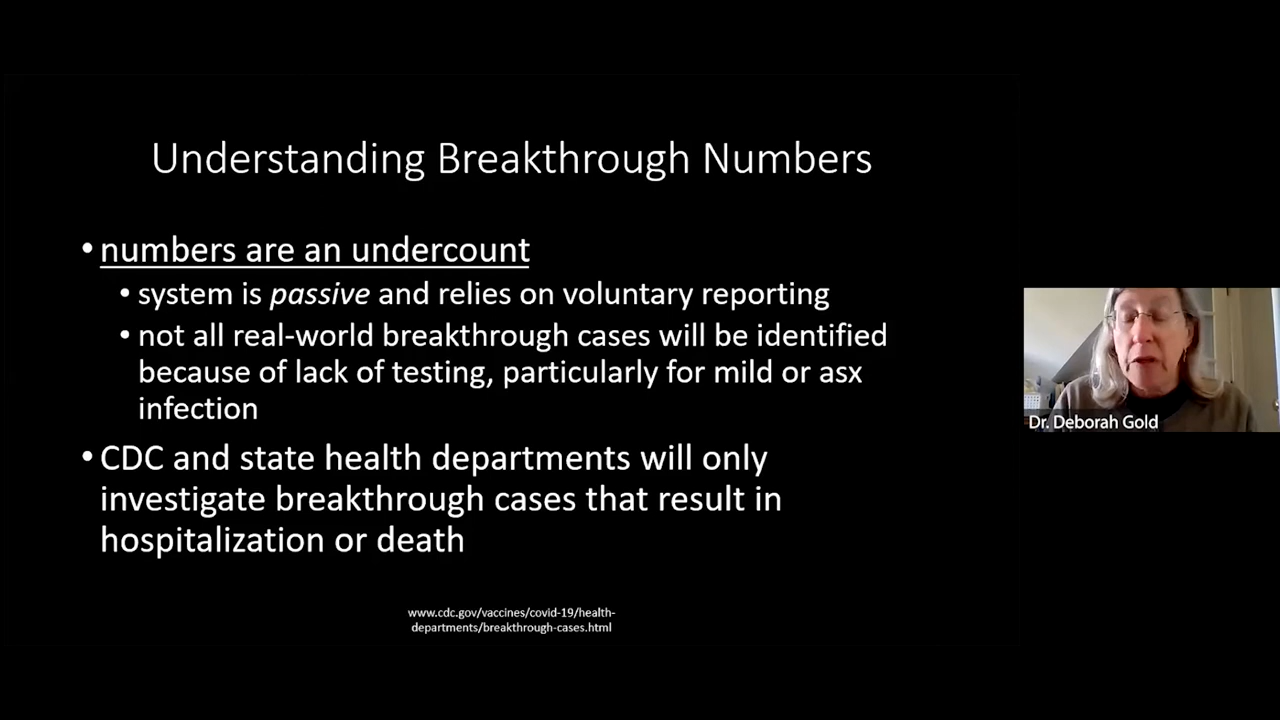 Understanding Breakthrough Numbers
• numbers are an undercount
• system is passive and relies on voluntary reporting
• not all real-world breakthrough cases will be identified
because of lack of testing, particularly for mild or asx
infection
• CDC and state health departments will only
investigate breakthrough cases that result in
hospitalization or death
www.cdc.gov/vaccines/covid-19/health-
departments/breakthrough-cases.html
Dr. Deborah Gold